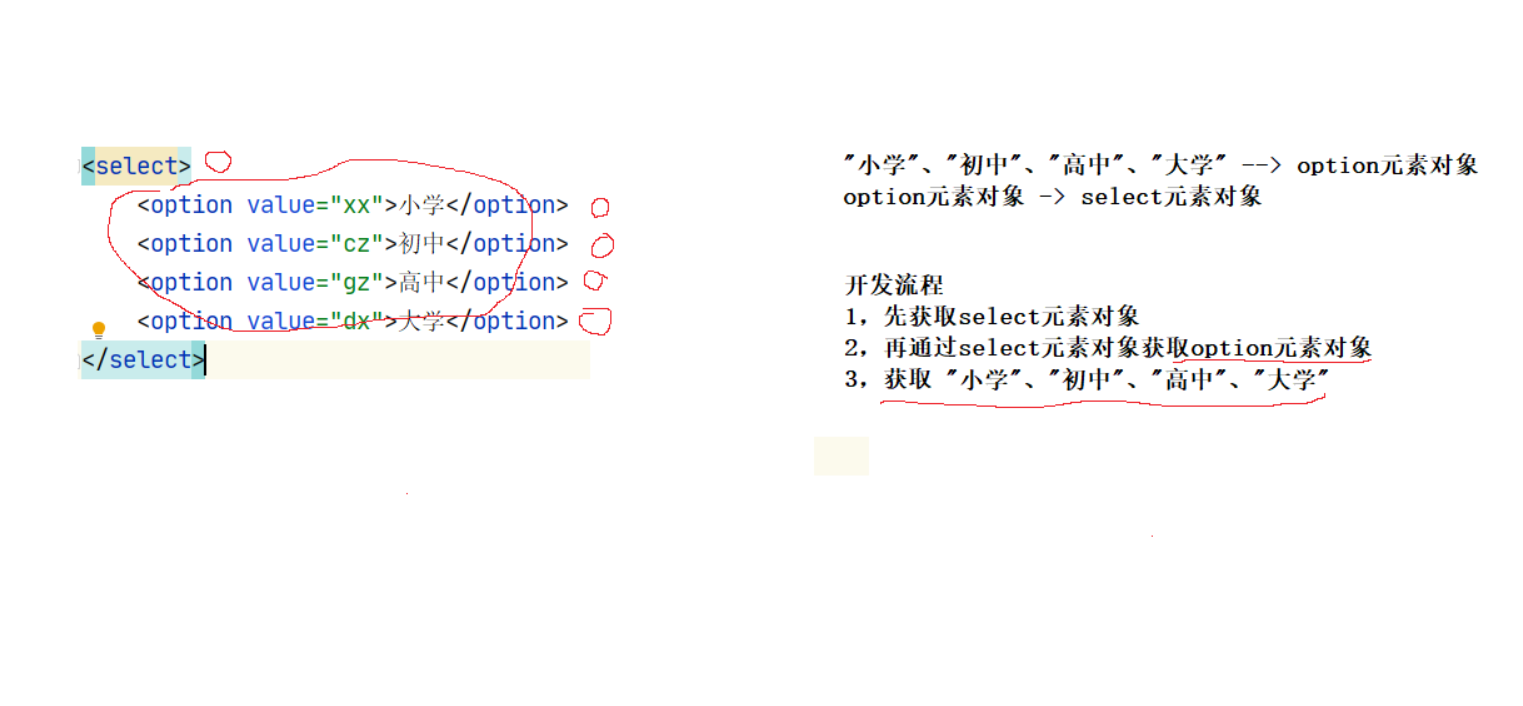 <select>
<option value="xx">小学</option>
<option value="cz">初中</option>
<option value="gz">高中</option>
<option value="dx">大学</option>
</select>
"小学"、"初中"、"高中"、"大学" --> option元素对象
option元素对象 -> select元素对象
开发流程
1，先获取select元素对象
2，再通过select元素对象获取option元素对象
3，获取 "小学"、"初中"、"高中"、"大学"